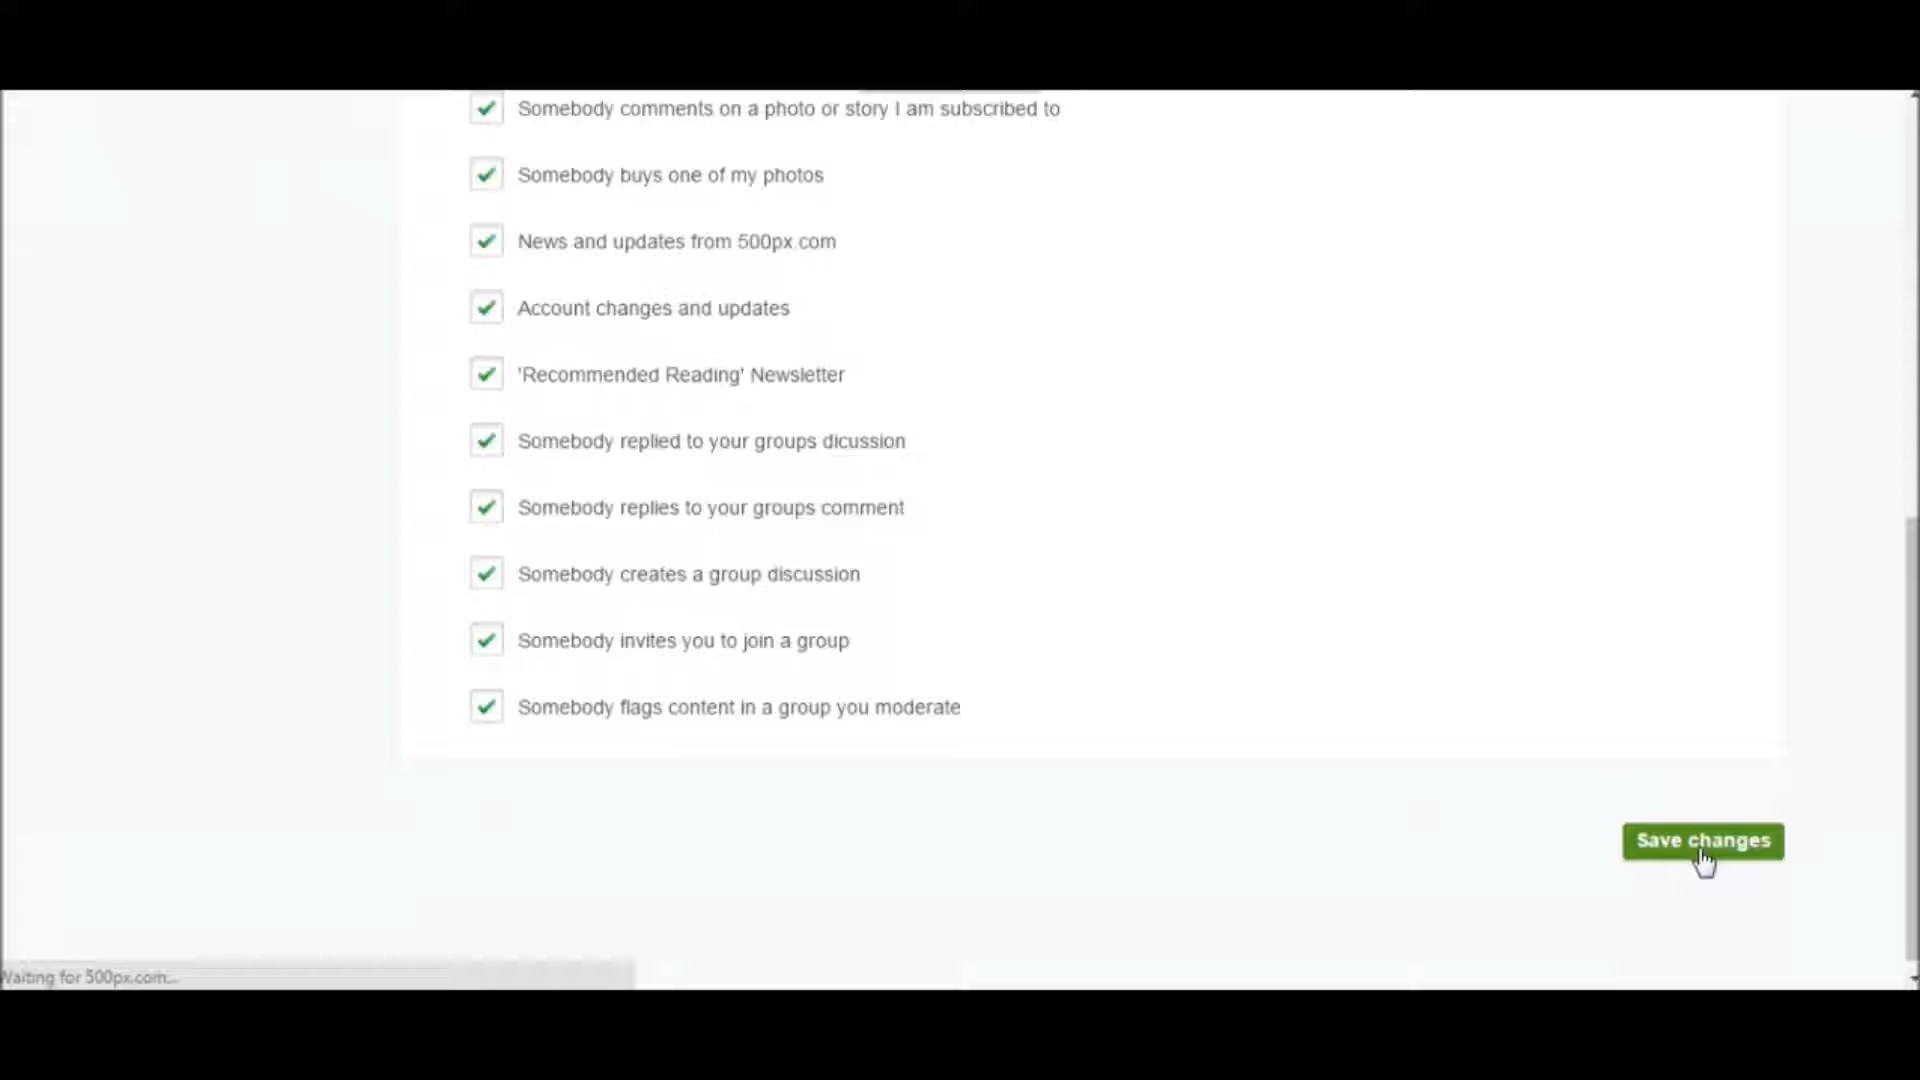 Somebody comments on a photo or story I am subscribed to
Somebody buys one of my photos
News and updates from 500px.com
Account changes and updates
'Recommended Reading' Newsletter
Somebody replied to your groups dicussion
Somebody replies to your groups comment
Somebody creates a group discussion
Somebody invites you to join a group
Somebody flags content in a group you moderate
Save changes
Waiting for 500px.com...